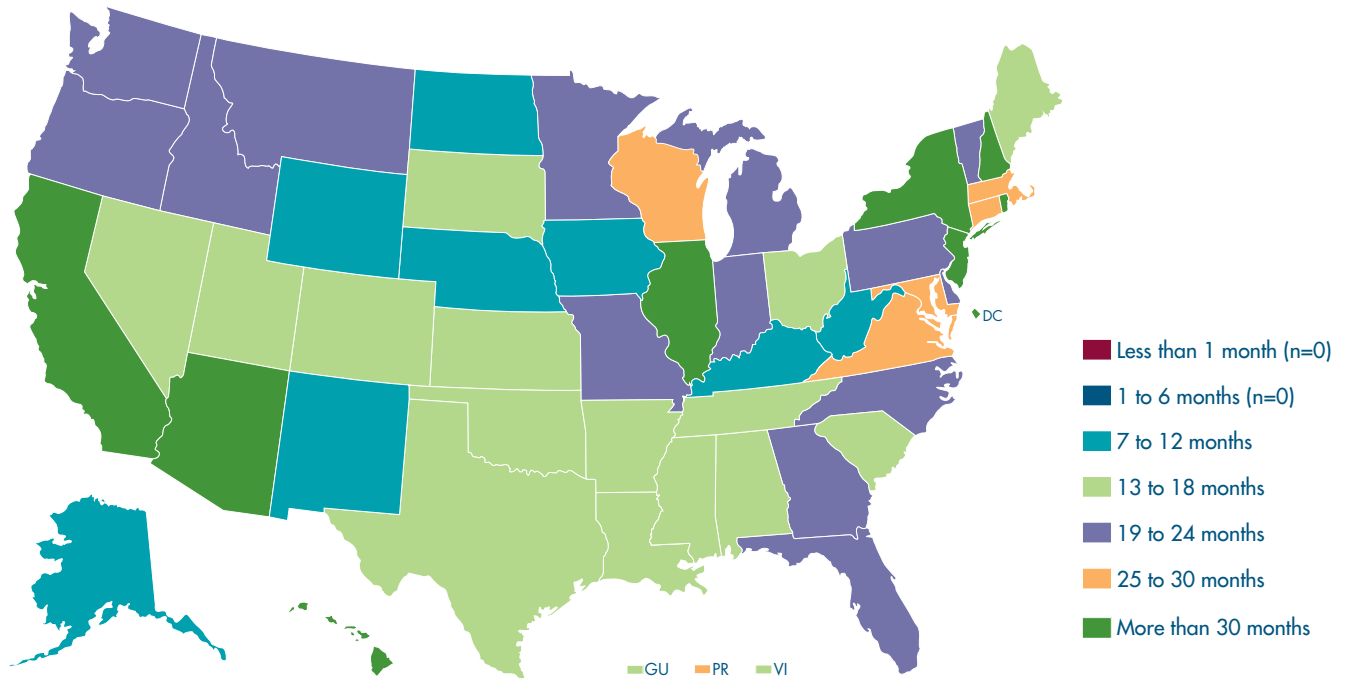 DC
Less than 1 month (n=0)
1 to 6 months (n=0)
7 to 12 months
13 to 18 months
19 to 24 months
25 to 30 months
More than 30 months
GU PR VI